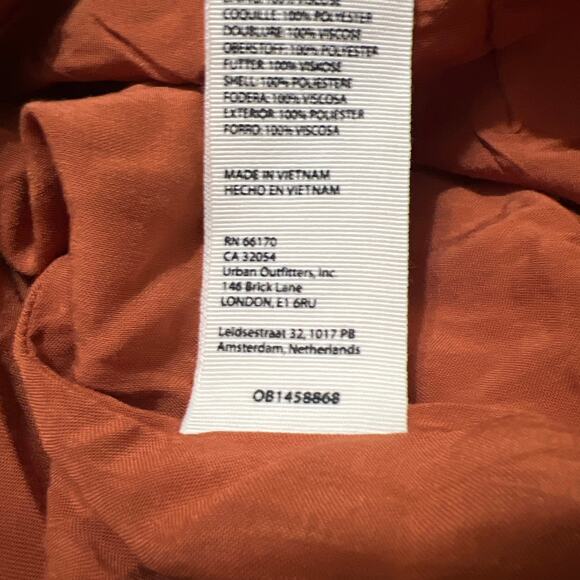 COQUILLE: 100% POLYESTER
DOUBLURE: 100% VISCOSE
OBERSTOFF: 100% POLYESTER
FUTTER: 100% VISKOSE
SHELL: 100% POLIESTERE
FODERA: 100% VISCOSA
EXTERIOR: 100% POLIESTER
FORRO: 100% VISCOSA
MADE IN VIETNAM
HECHO EN VIETNAM
RN 66170
CA 32054
Urban Outfitters, Inc.
146 Brick Lane
LONDON, E1 6RU
Leidsestraat 32, 1017 PB
Amsterdam, Netherlands
OB1458868